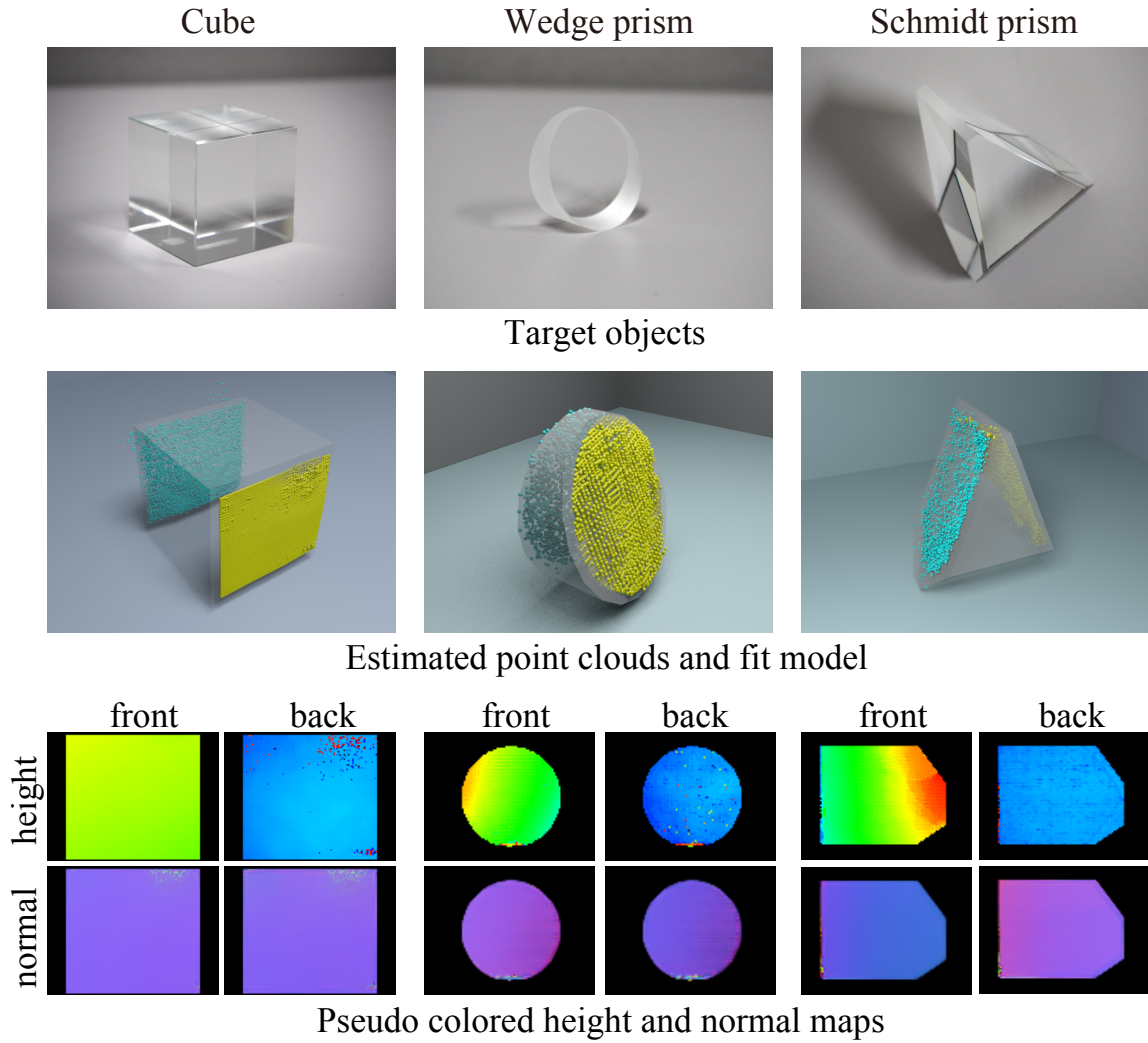 Cube Wedge prism Schmidt prism
Target objects
Estimated point clouds and fit model
front back front back front back
height
normal
Pseudo colored height and normal maps